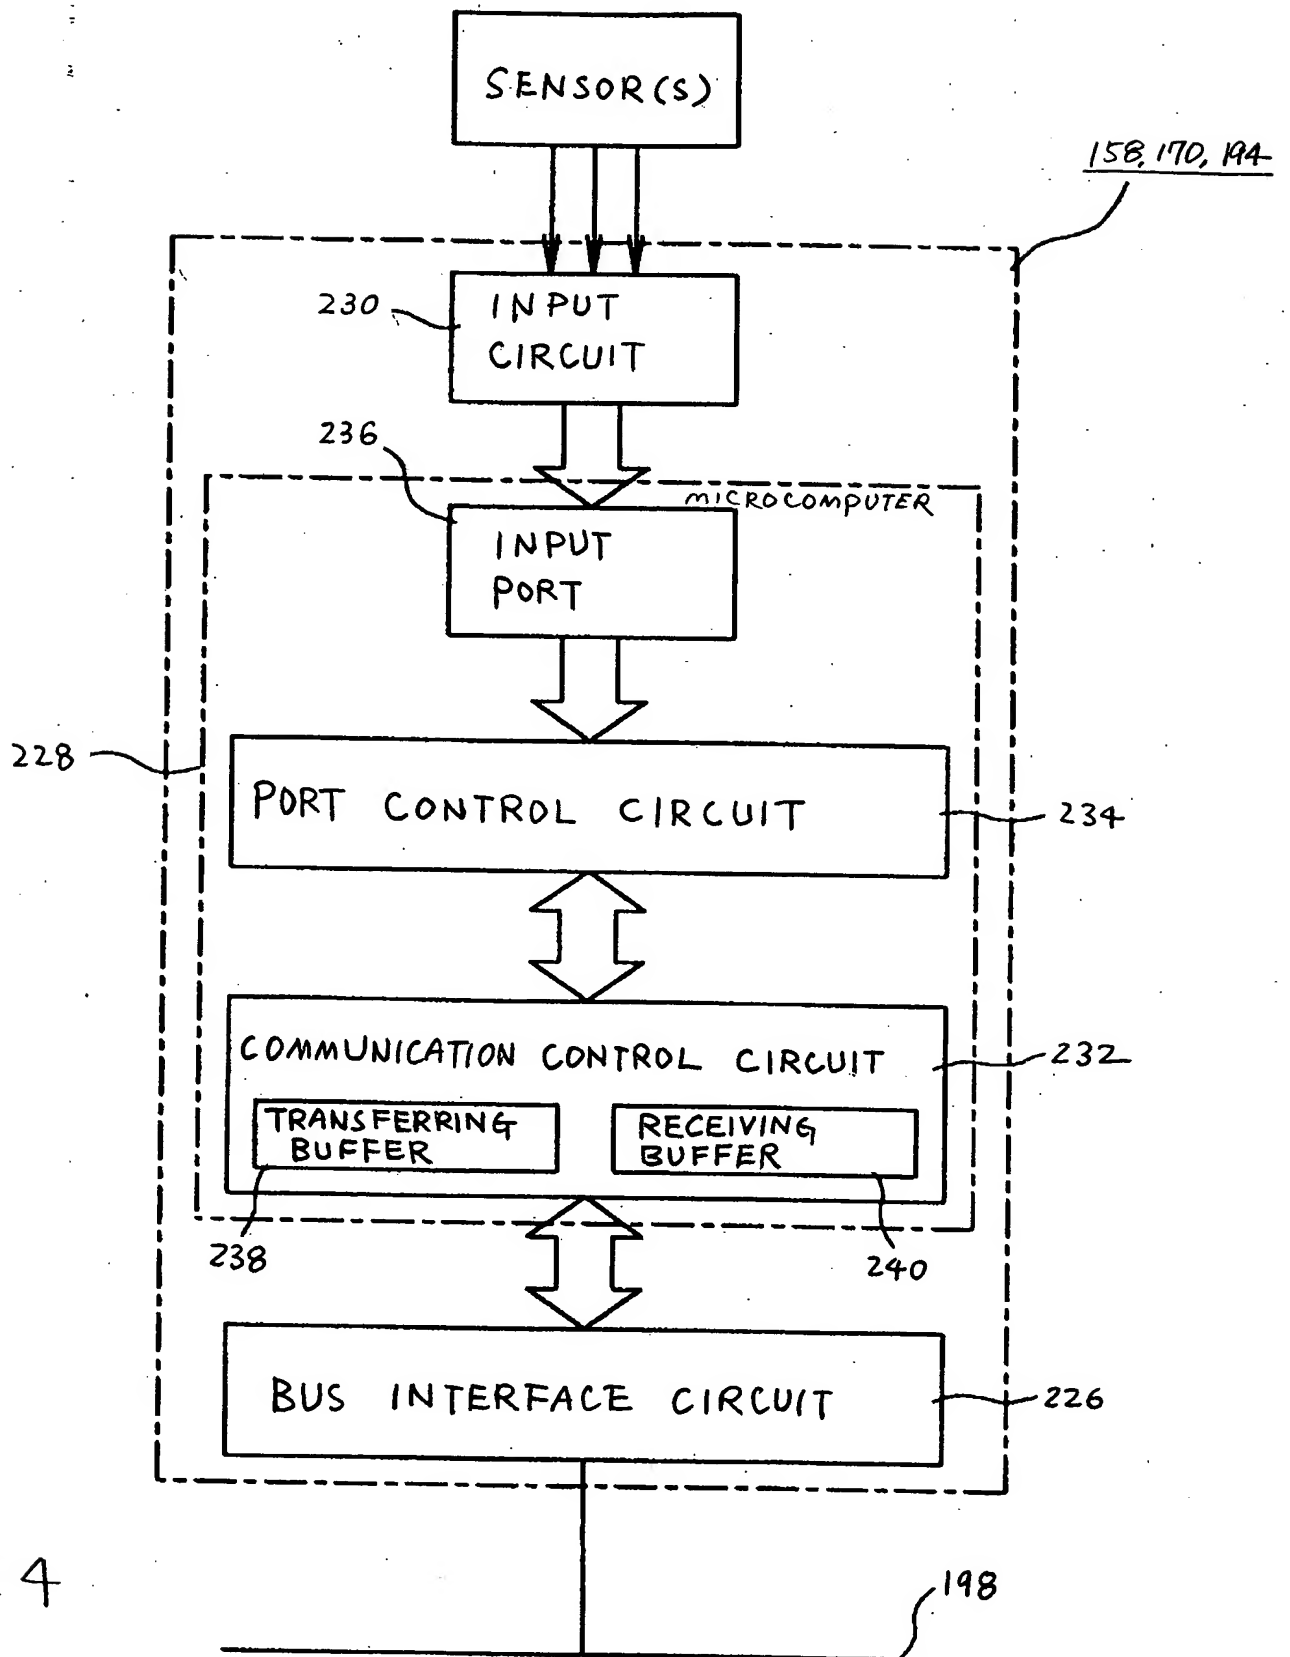 SENSOR(S)
158, 170, 194
230
INPUT
CIRCUIT
236
MICROCOMPUTER
INPUT
PORT
228
PORT CONTROL CIRCUIT
234
COMMUNICATION CONTROL CIRCUIT
232
TRANSFERRING
BUFFER
RECEIVING
BUFFER
238
240
BUS INTERFACE CIRCUIT
226
4
198